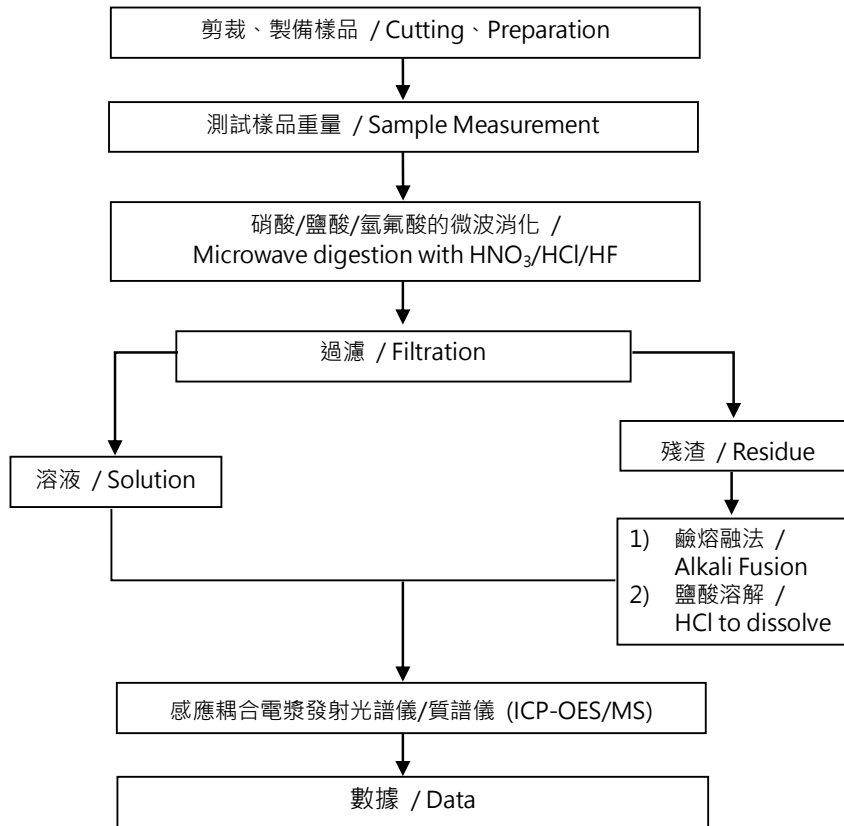 剪裁、製備樣品 / Cutting、Preparation
測試樣品重量 / Sample Measurement
硝酸/鹽酸/氫氟酸的微波消化 /
Microwave digestion with HNO₃/HCl/HF
過濾 / Filtration
溶液 / Solution
殘渣 / Residue
1) 鹼熔融法 /
Alkali Fusion
2) 鹽酸溶解 /
HCl to dissolve
感應耦合電漿發射光譜儀/質譜儀 (ICP-OES/MS)
數據 / Data